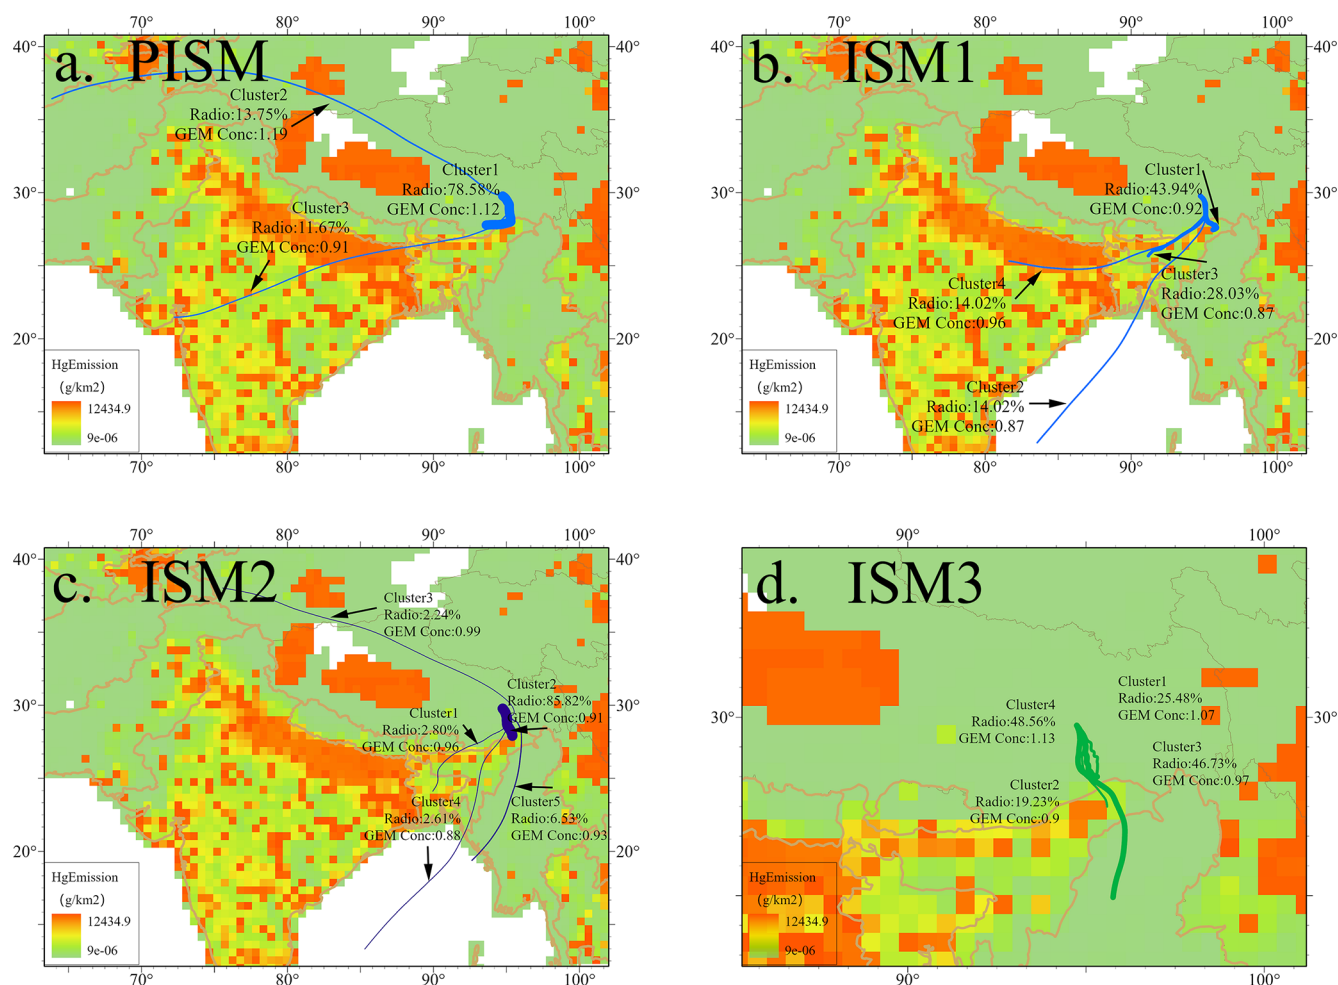 70°
80°
90°
100°
40°
40°
a. PISM
Cluster2
Radio:13.75%
GEM Conc:1.19
Cluster1
Radio:78.58%
GEM Conc:1.12
30°
30°
Cluster3
Radio:11.67%
GEM Conc:0.91
20°
20°
HgEmission
(g/km2)
12434.9
9e-06
70°
80°
90°
100°
70°
80°
90°
100°
40°
40°
b. ISM1
Cluster1
Radio:43.94%
GEM Conc:0.92
30°
30°
Cluster3
Radio:28.03%
GEM Conc:0.87
Cluster4
Radio:14.02%
GEM Conc:0.96
20°
20°
Cluster2
Radio:14.02%
GEM Conc:0.87
HgEmission
(g/km2)
12434.9
9e-06
70°
80°
90°
100°
70°
80°
90°
100°
40°
40°
c. ISM2
Cluster3
Radio:2.24%
GEM Conc:0.99
Cluster2
Radio:85.82%
GEM Conc:0.91
30°
30°
Cluster1
Radio:2.80%
GEM Conc:0.96
Cluster4
Radio:2.61%
GEM Conc:0.88
Cluster5
Radio:6.53%
GEM Conc:0.93
20°
20°
HgEmission
(g/km2)
12434.9
9e-06
70°
80°
90°
100°
90°
100°
d. ISM3
Cluster1
Radio:25.48%
GEM Conc:1.07
Cluster4
Radio:48.56%
GEM Conc:1.13
30°
30°
Cluster3
Radio:46.73%
GEM Conc:0.97
Cluster2
Radio:19.23%
GEM Conc:0.9
HgEmission
(g/km2)
12434.9
9e-06
90°
100°